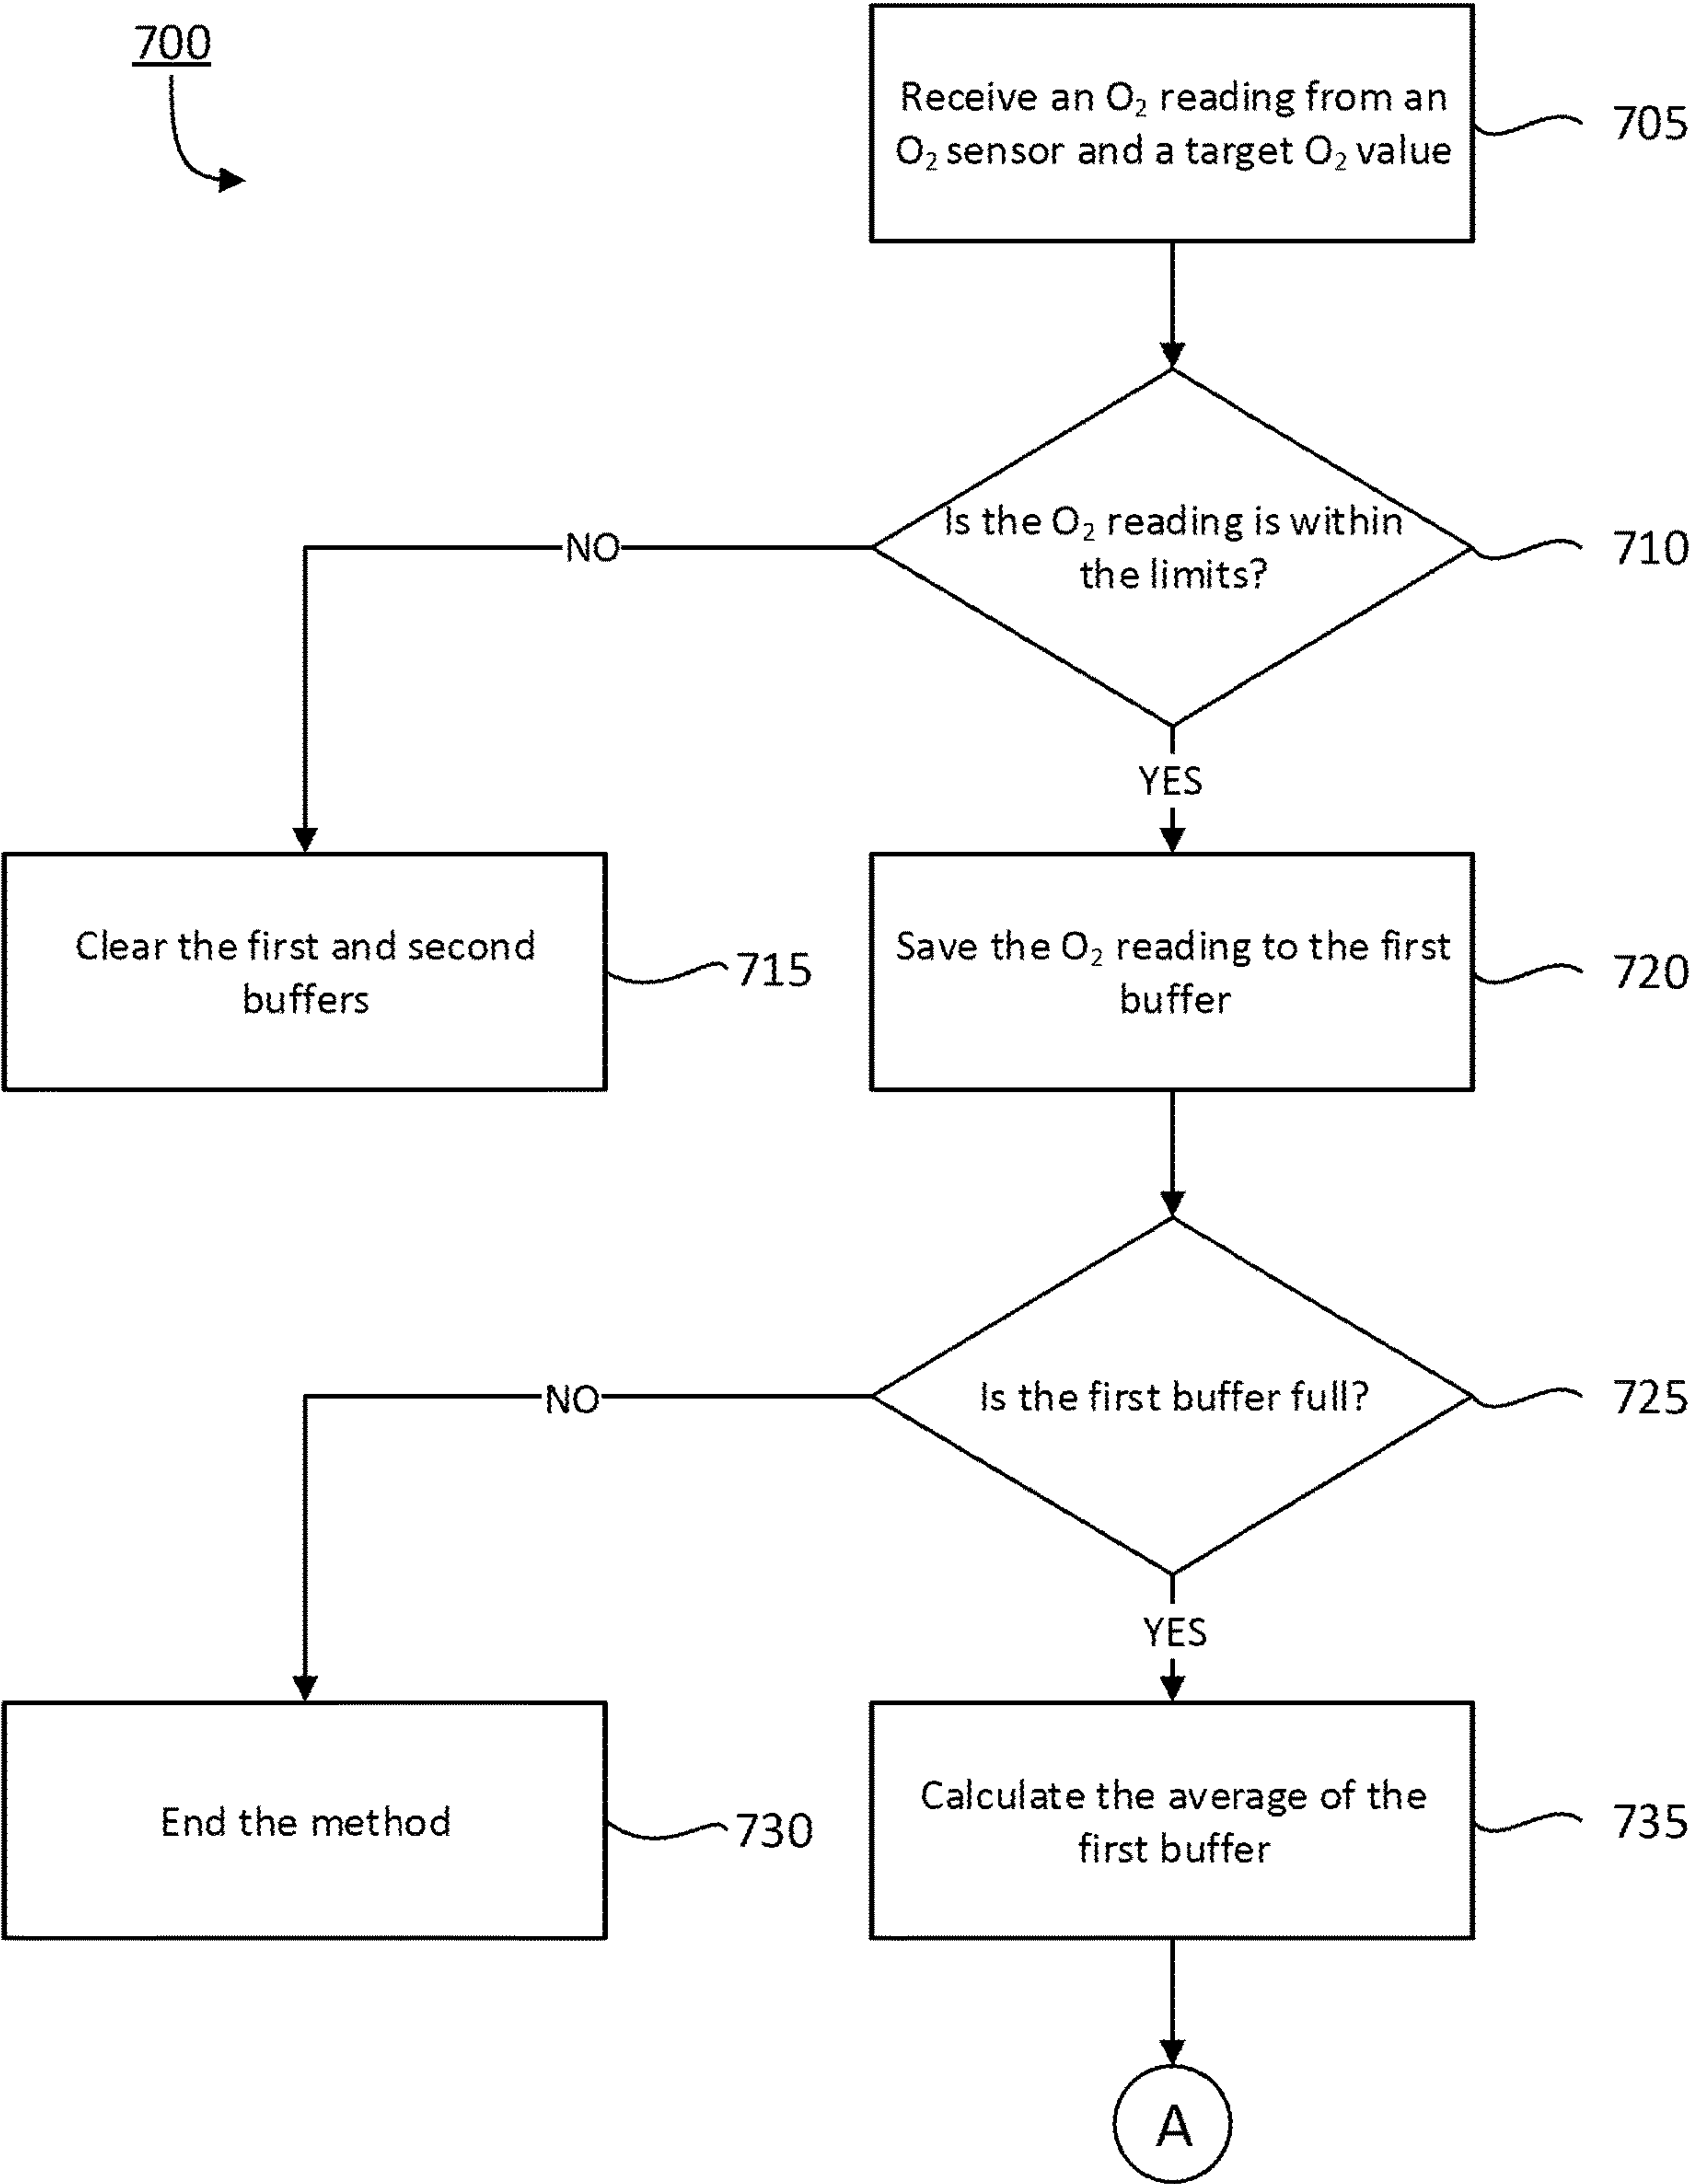 700
Receive an O₂ reading from an
O₂ sensor and a target O₂ value
705
Is the O₂ reading is within
the limits?
710
NO
YES
Clear the first and second
buffers
715
Save the O₂ reading to the first
buffer
720
Is the first buffer full?
725
NO
YES
End the method
730
Calculate the average of the
first buffer
735
A